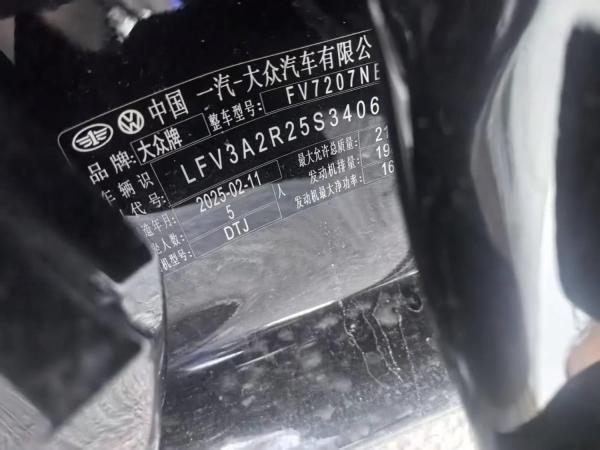 中国 一汽-大众汽车有限公
品牌: 大众牌 整车型号: FV7207NE
车辆识 LFV3A2R25S3406
代号:
造年月: 2025-02-11 最大允许总质量: 21
人数: 5 人 发动机排量: 19
机型号: DTJ 发动机最大净功率: 16